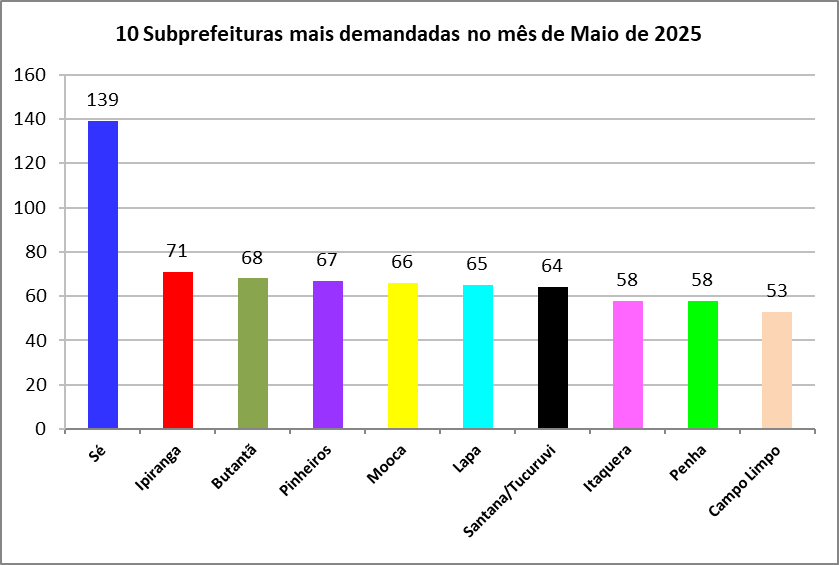 10 Subprefeituras mais demandadas no mês de Maio de 2025
160
140
120
100
80
60
40
20
0
139
71
68
67
66
65
64
58
58
53
Sé
Ipiranga
Butantã
Pinheiros
Mooca
Lapa
Santana/Tucuruvi
Itaquera
Penha
Campo Limpo